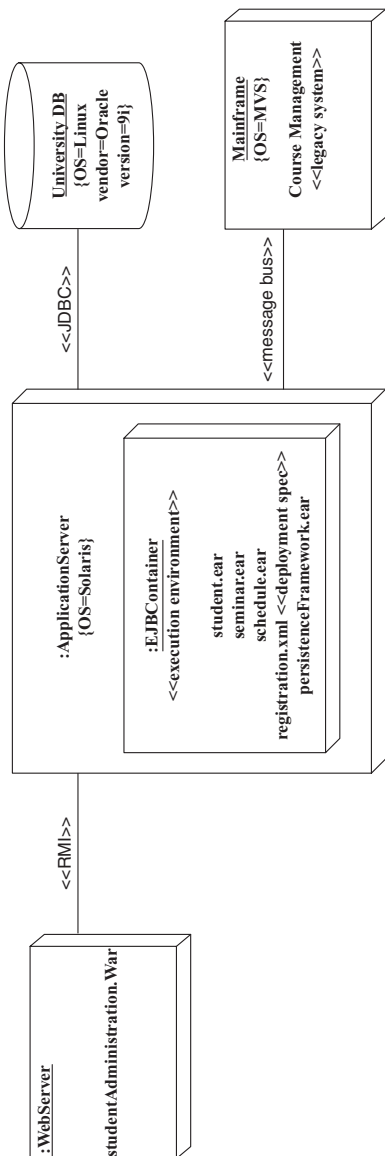 :WebServer
studentAdministration.War
<<RMI>>
:ApplicationServer
{OS=Solaris}
:EJBContainer
<<execution environment>>
student.ear
seminar.ear
schedule.ear
registration.xml <<deployment spec>>
persistenceFramework.ear
<<JDBC>>
University DB
{OS=Linux
vendor=Oracle
version=9i}
<<message bus>>
Mainframe
{OS=MVS}
Course Management
<<legacy system>>